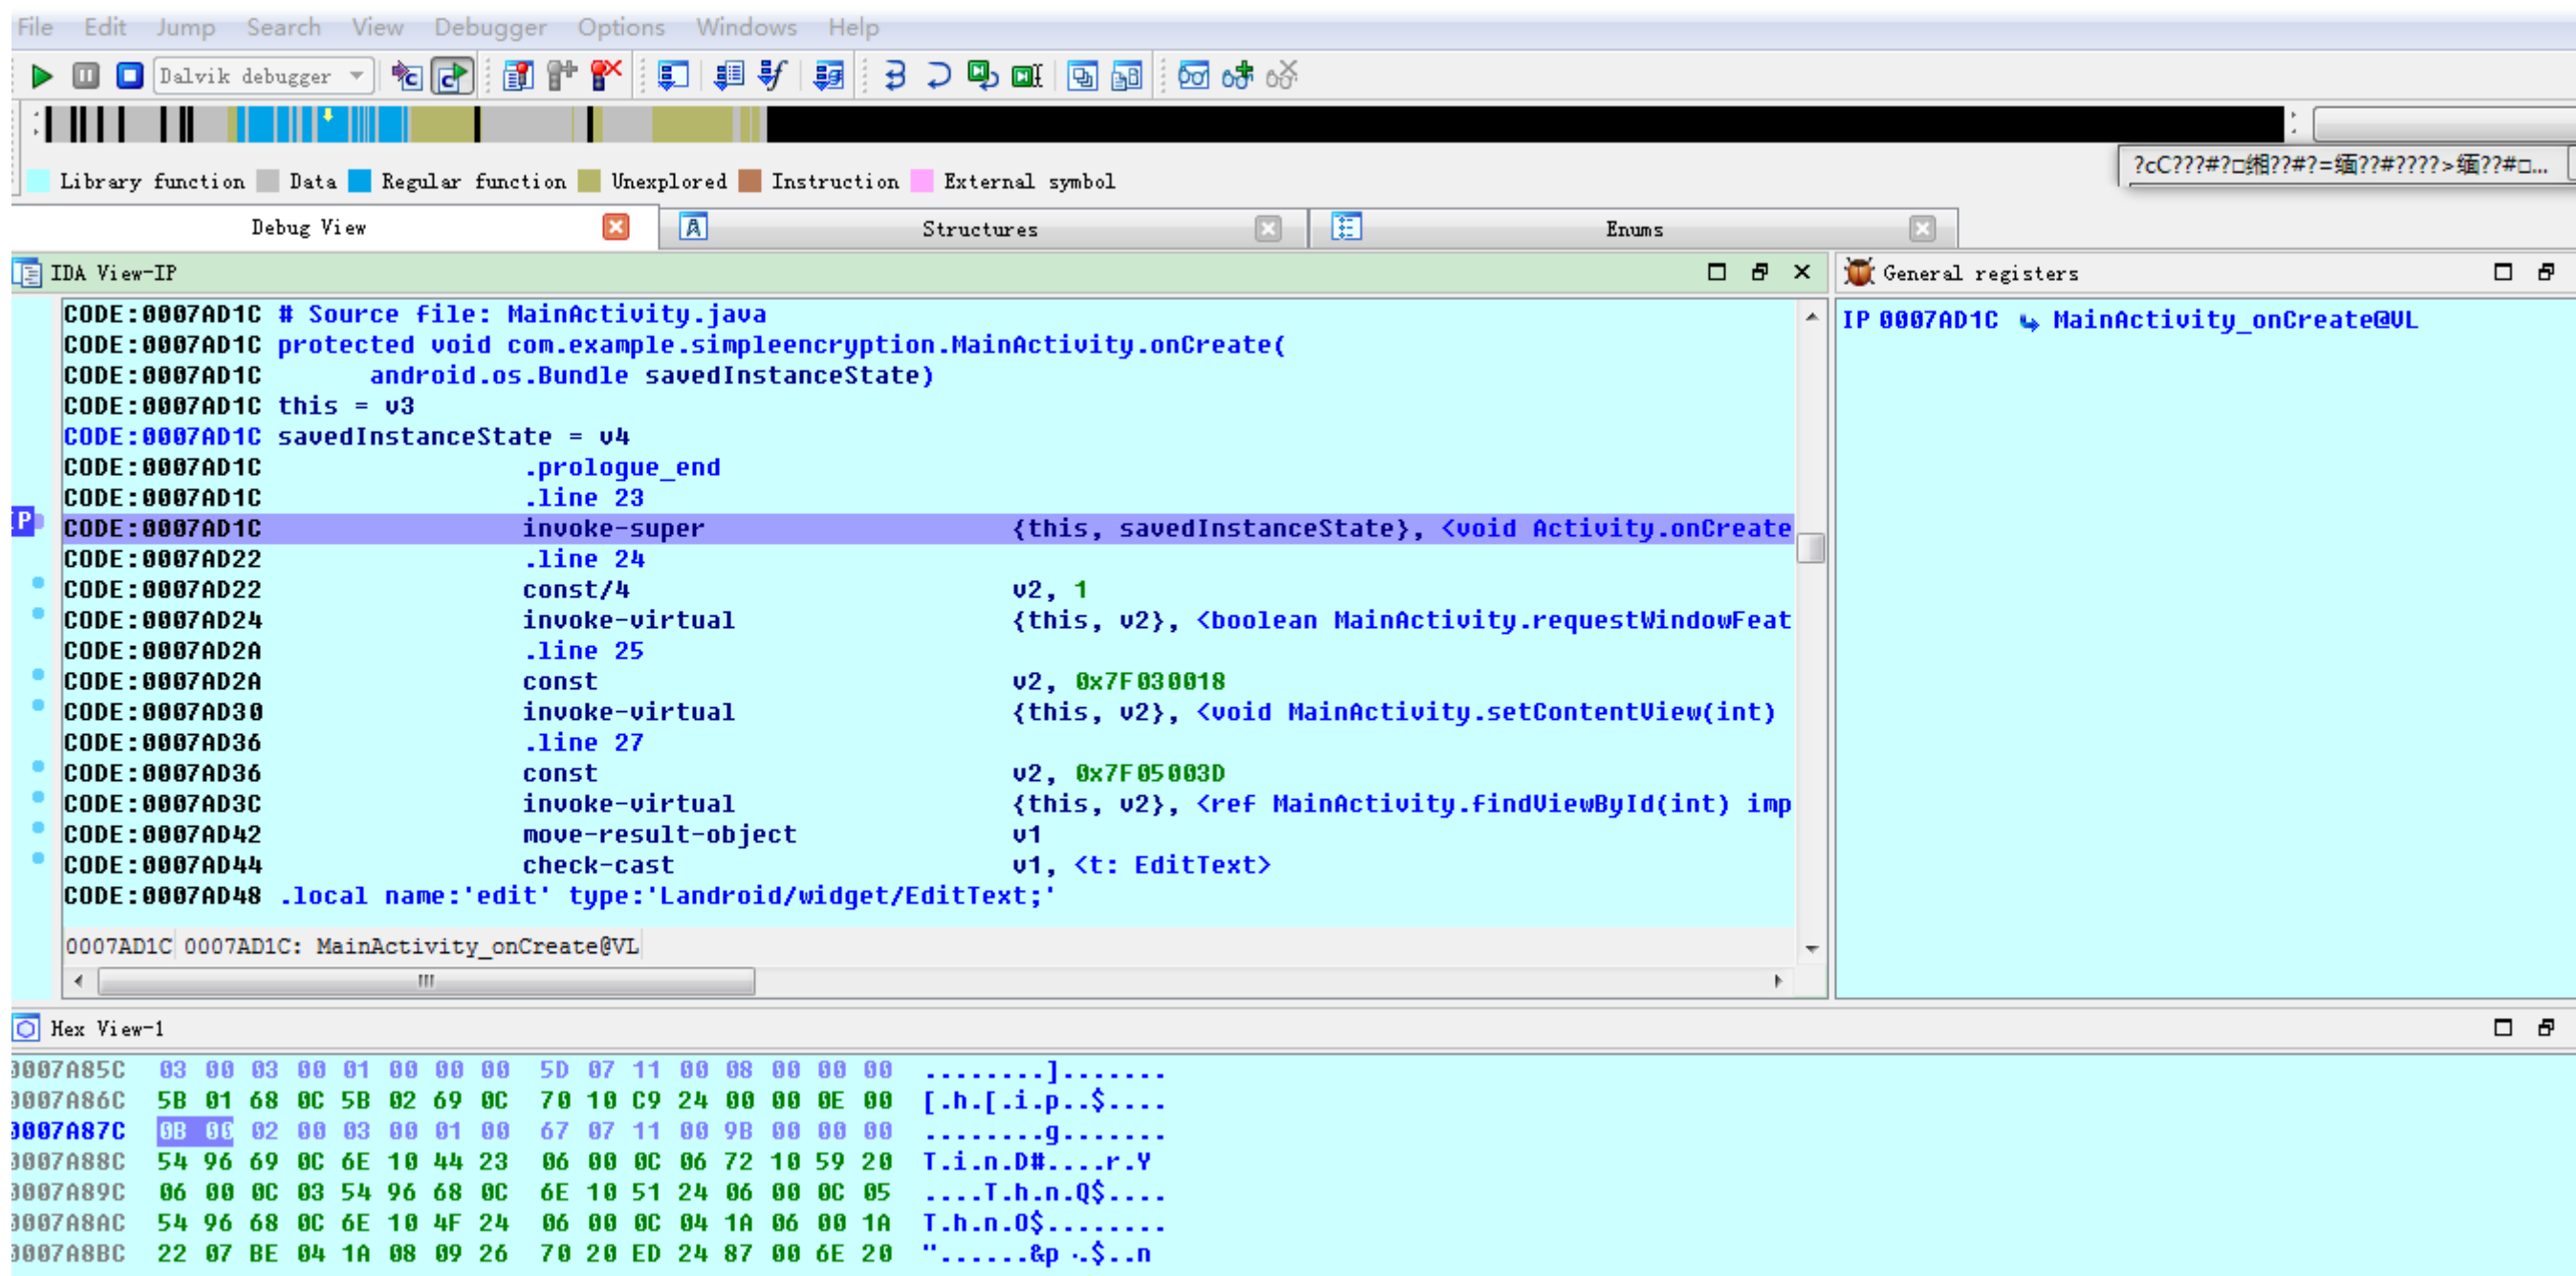 File Edit Jump Search View Debugger Options Windows Help
Dalvik debugger
Library function Data Regular function Unexplored Instruction External symbol
?cC???#?□缃??#?=缅??#????>缅??#□...
Debug View Structures Enums
IDA View-IP
General registers
CODE:0007AD1C # Source file: MainActivity.java
CODE:0007AD1C protected void com.example.simpleencryption.MainActivity.onCreate(
CODE:0007AD1C android.os.Bundle savedInstanceState)
CODE:0007AD1C this = v3
CODE:0007AD1C savedInstanceState = v4
CODE:0007AD1C .prologue_end
CODE:0007AD1C .line 23
IP CODE:0007AD1C invoke-super {this, savedInstanceState}, <void Activity.onCreate
CODE:0007AD22 .line 24
CODE:0007AD22 const/4 v2, 1
CODE:0007AD24 invoke-virtual {this, v2}, <boolean MainActivity.requestWindowFeat
CODE:0007AD2A .line 25
CODE:0007AD2A const v2, 0x7F030018
CODE:0007AD30 invoke-virtual {this, v2}, <void MainActivity.setContentView(int)
CODE:0007AD36 .line 27
CODE:0007AD36 const v2, 0x7F05003D
CODE:0007AD3C invoke-virtual {this, v2}, <ref MainActivity.findViewById(int) imp
CODE:0007AD42 move-result-object v1
CODE:0007AD44 check-cast v1, <t: EditText>
CODE:0007AD48 .local name:'edit' type:'Landroid/widget/EditText;'
0007AD1C 0007AD1C: MainActivity_onCreate@VL
IP 0007AD1C MainActivity_onCreate@VL
Hex View-1
0007A85C 03 00 03 00 01 00 00 00 5D 07 11 00 08 00 00 00 ........].......
0007A86C 5B 01 68 0C 5B 02 69 0C 70 10 C9 24 00 00 0E 00 [.h.[.i.p..$....
0007A87C 0B 00 02 00 03 00 01 00 67 07 11 00 9B 00 00 00 ........g.......
0007A88C 54 96 69 0C 6E 10 44 23 06 00 0C 06 72 10 59 20 T.i.n.D#....r.Y
0007A89C 06 00 0C 03 54 96 68 0C 6E 10 51 24 06 00 0C 05 ....T.h.n.Q$....
0007A8AC 54 96 68 0C 6E 10 4F 24 06 00 0C 04 1A 06 00 1A T.h.n.O$........
0007A8BC 22 07 BE 04 1A 08 09 26 70 20 ED 24 87 00 6E 20 "......&p .$..n